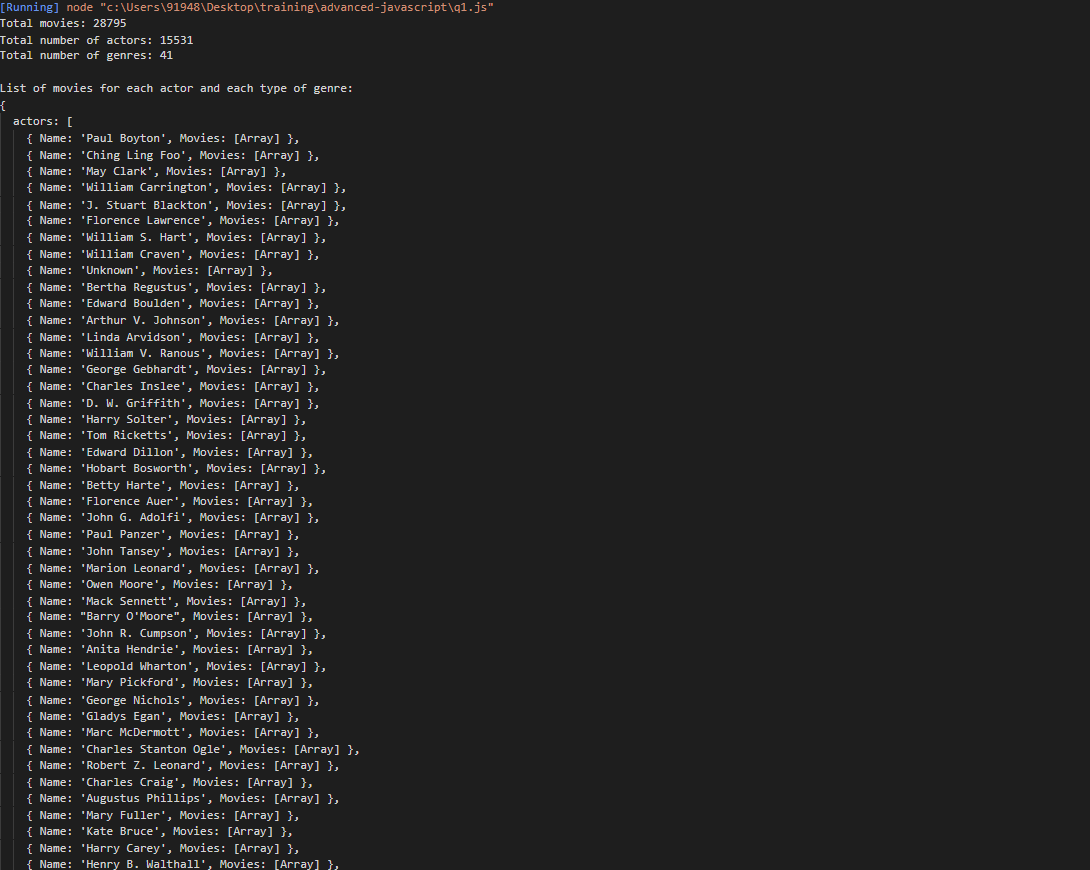 [Running] node "c:\Users\91948\Desktop\training\advanced-javascript\q1.js"
Total movies: 28795
Total number of actors: 15531
Total number of genres: 41
List of movies for each actor and each type of genre:
{
actors: [
{ Name: 'Paul Boyton', Movies: [Array] },
{ Name: 'Ching Ling Foo', Movies: [Array] },
{ Name: 'May Clark', Movies: [Array] },
{ Name: 'William Carrington', Movies: [Array] },
{ Name: 'J. Stuart Blackton', Movies: [Array] },
{ Name: 'Florence Lawrence', Movies: [Array] },
{ Name: 'William S. Hart', Movies: [Array] },
{ Name: 'William Craven', Movies: [Array] },
{ Name: 'Unknown', Movies: [Array] },
{ Name: 'Bertha Regustus', Movies: [Array] },
{ Name: 'Edward Boulden', Movies: [Array] },
{ Name: 'Arthur V. Johnson', Movies: [Array] },
{ Name: 'Linda Arvidson', Movies: [Array] },
{ Name: 'William V. Ranous', Movies: [Array] },
{ Name: 'George Gebhardt', Movies: [Array] },
{ Name: 'Charles Inslee', Movies: [Array] },
{ Name: 'D. W. Griffith', Movies: [Array] },
{ Name: 'Harry Solter', Movies: [Array] },
{ Name: 'Tom Ricketts', Movies: [Array] },
{ Name: 'Edward Dillon', Movies: [Array] },
{ Name: 'Hobart Bosworth', Movies: [Array] },
{ Name: 'Betty Harte', Movies: [Array] },
{ Name: 'Florence Auer', Movies: [Array] },
{ Name: 'John G. Adolfi', Movies: [Array] },
{ Name: 'Paul Panzer', Movies: [Array] },
{ Name: 'John Tansey', Movies: [Array] },
{ Name: 'Marion Leonard', Movies: [Array] },
{ Name: 'Owen Moore', Movies: [Array] },
{ Name: 'Mack Sennett', Movies: [Array] },
{ Name: "Barry O'Moore", Movies: [Array] },
{ Name: 'John R. Cumpson', Movies: [Array] },
{ Name: 'Anita Hendrie', Movies: [Array] },
{ Name: 'Leopold Wharton', Movies: [Array] },
{ Name: 'Mary Pickford', Movies: [Array] },
{ Name: 'George Nichols', Movies: [Array] },
{ Name: 'Gladys Egan', Movies: [Array] },
{ Name: 'Marc McDermott', Movies: [Array] },
{ Name: 'Charles Stanton Ogle', Movies: [Array] },
{ Name: 'Robert Z. Leonard', Movies: [Array] },
{ Name: 'Charles Craig', Movies: [Array] },
{ Name: 'Augustus Phillips', Movies: [Array] },
{ Name: 'Mary Fuller', Movies: [Array] },
{ Name: 'Kate Bruce', Movies: [Array] },
{ Name: 'Harry Carey', Movies: [Array] },
{ Name: 'Henry B. Walthall', Movies: [Array] },